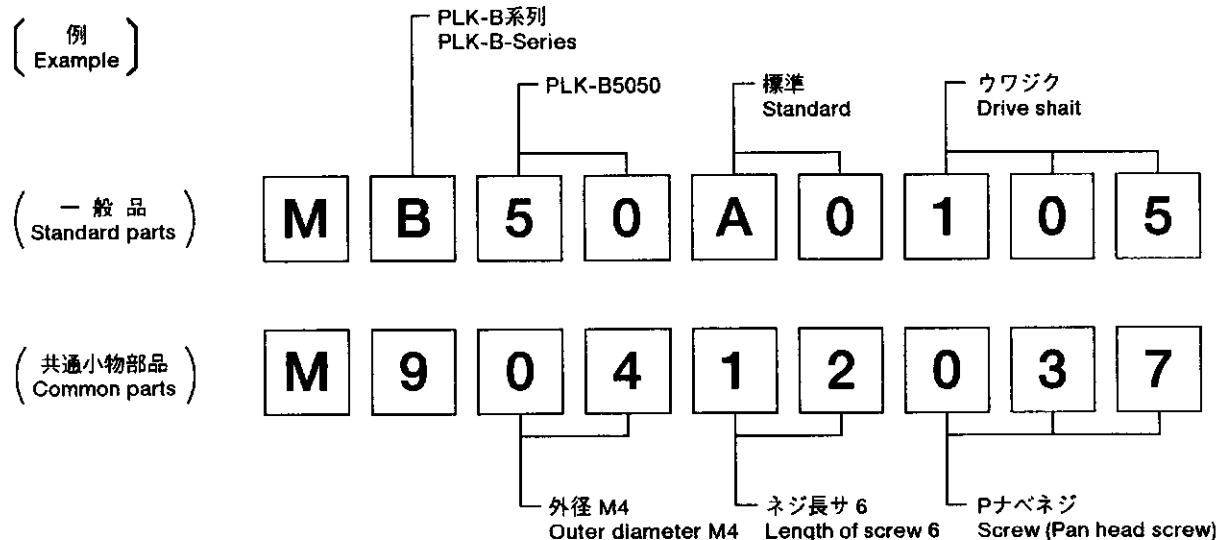 例
Example
PLK-B系列
PLK-B-Series
PLK-B5050
標準
Standard
ウワジク
Drive shait
一般品
Standard parts
M B 5 0 A 0 1 0 5
共通小物部品
Common parts
M 9 0 4 1 2 0 3 7
外径 M4
Outer diameter M4
ネジ長サ 6
Length of screw 6
Pナベネジ
Screw (Pan head screw)